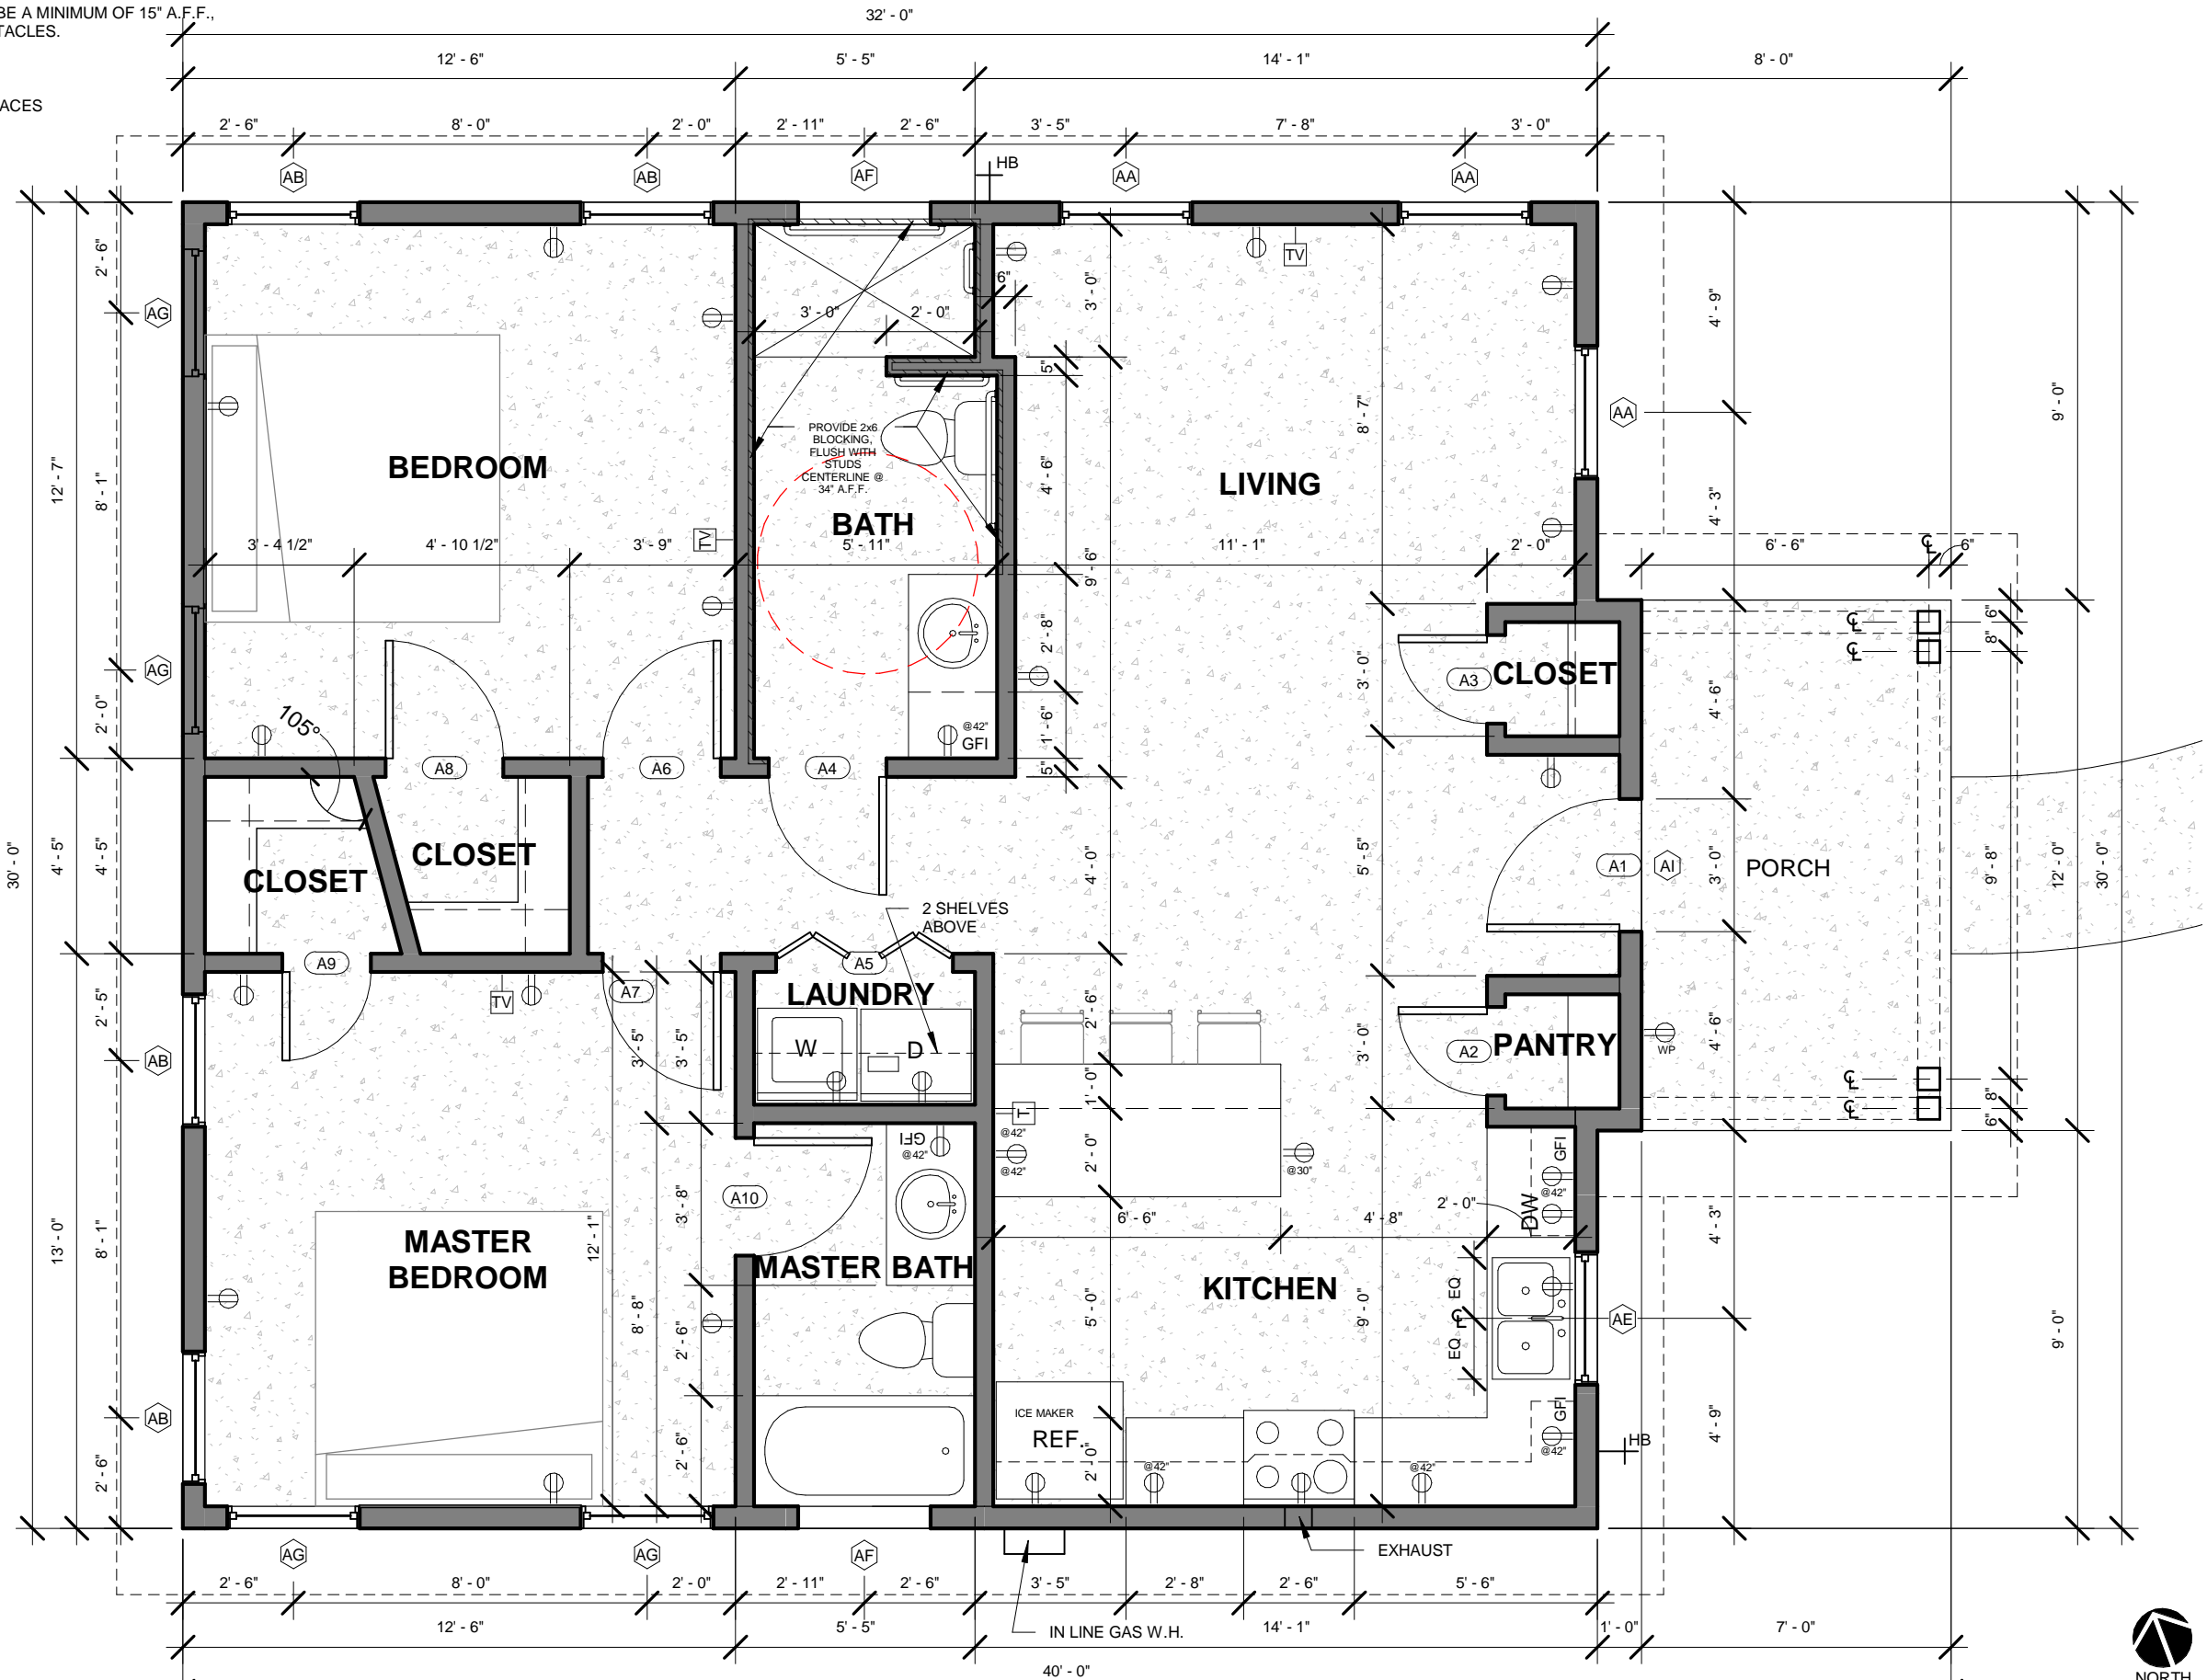 BE A MINIMUM OF 15" A.F.F.,
TACLES.
ACES
32' - 0"
12' - 6"
5' - 5"
14' - 1"
8' - 0"
2' - 6"
8' - 0"
2' - 0"
2' - 11"
2' - 6"
3' - 5"
7' - 8"
3' - 0"
AB
AB
AF
HB
AA
AA
TV
2' - 6"
AG
8' - 1"
12' - 7"
AG
2' - 0"
30' - 0"
4' - 5"
4' - 5"
2' - 5"
AB
13' - 0"
8' - 1"
AB
2' - 6"
BEDROOM
3' - 4 1/2"
4' - 10 1/2"
3' - 9"
TV
3' - 0"
2' - 0"
6"
PROVIDE 2x6
BLOCKING,
FLUSH WITH
STUDS
CENTERLINE @
34" A.F.F.
BATH
5' - 11"
@42"
GFI
3' - 0"
5"
4' - 6"
9' - 6"
2' - 8"
1' - 6"
5"
LIVING
8' - 7"
11' - 1"
2' - 0"
4' - 9"
AA
4' - 3"
9' - 0"
6' - 6"
℄
6"
℄
℄
6"
8"
CLOSET
A3
3' - 0"
4' - 6"
105°
A8
A6
A4
CLOSET
CLOSET
4' - 0"
5' - 5"
A1
AI
3' - 0"
PORCH
9' - 8"
12' - 0"
30' - 0"
2 SHELVES
ABOVE
A9
A7
TV
A5
LAUNDRY
W
D
3' - 5"
3' - 5"
2' - 6"
1' - 0"
2' - 0"
3' - 0"
A2
PANTRY
WP
4' - 6"
℄
℄
8"
6"
T
@42"
@42"
@30"
GFI
@42"
A10
3' - 8"
MASTER
BEDROOM
12' - 1"
8' - 8"
MASTER BATH
2' - 6"
2' - 6"
6' - 6"
4' - 8"
2' - 0"
GFI
@42"
DW
KITCHEN
5' - 0"
9' - 0"
EQ
℄
EQ
AE
4' - 3"
9' - 0"
4' - 9"
ICE MAKER
REF.
2' - 0"
@42"
@42"
GFI
@42"
HB
AG
AG
AF
EXHAUST
2' - 6"
8' - 0"
2' - 0"
2' - 11"
2' - 6"
3' - 5"
2' - 8"
2' - 6"
5' - 6"
12' - 6"
5' - 5"
IN LINE GAS W.H.
14' - 1"
1' - 0"
7' - 0"
40' - 0"
NORTH